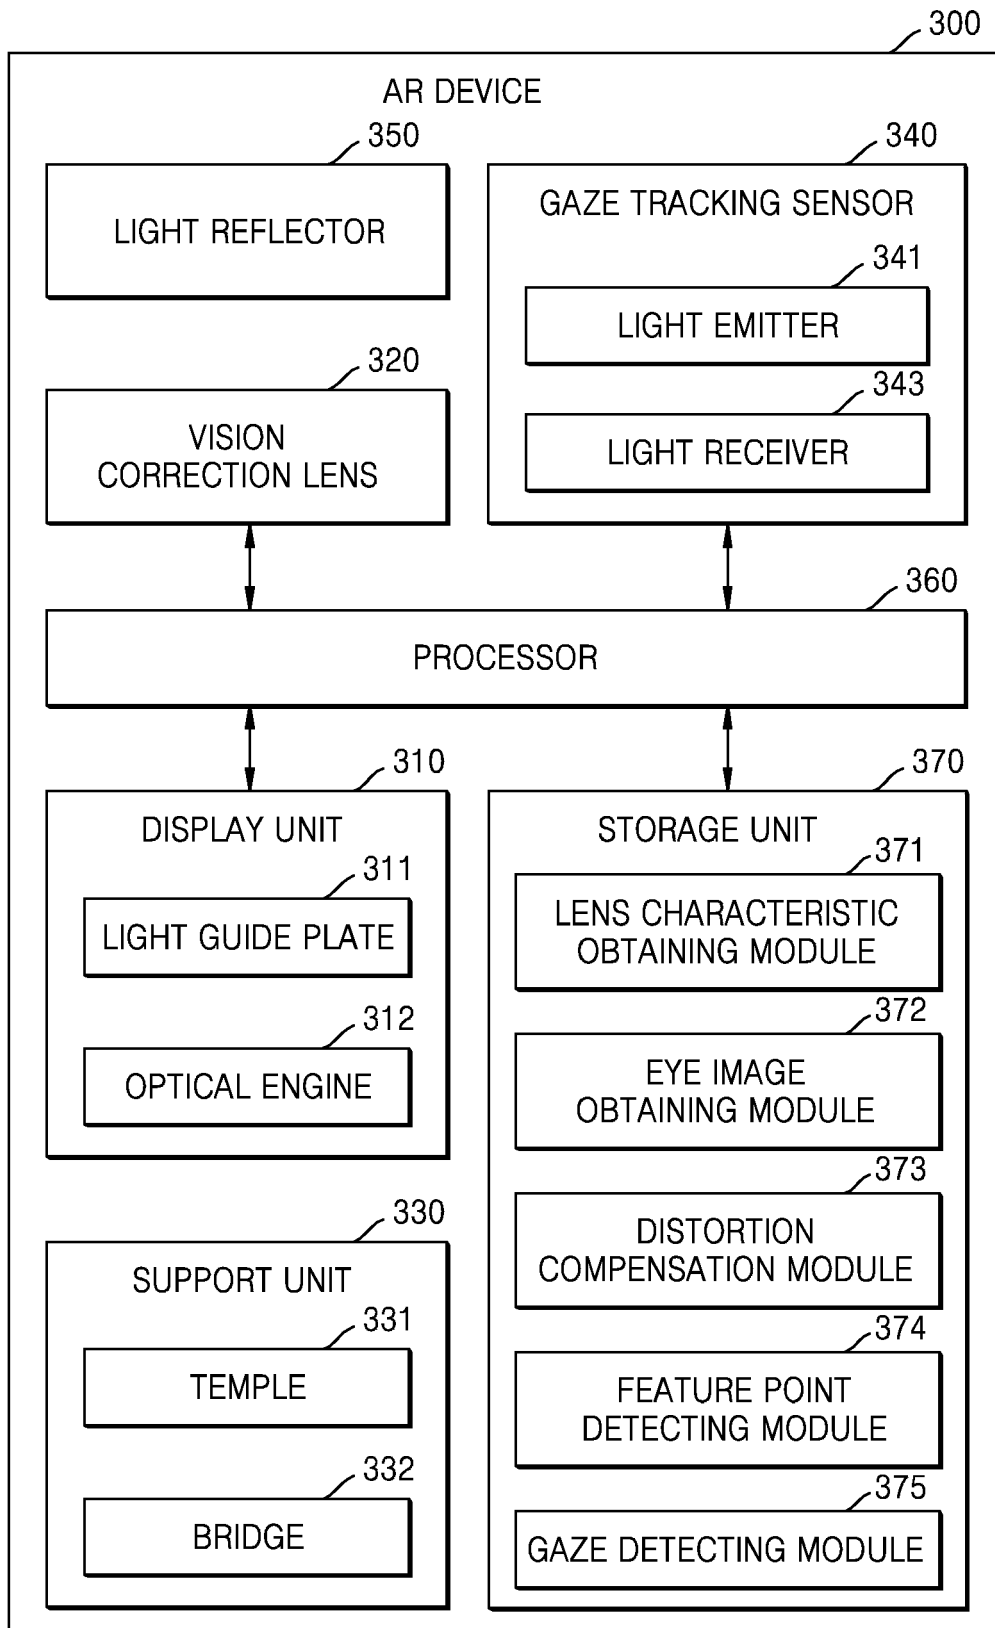 300
AR DEVICE
350
LIGHT REFLECTOR
340
GAZE TRACKING SENSOR
341
LIGHT EMITTER
343
LIGHT RECEIVER
320
VISION
CORRECTION LENS
360
PROCESSOR
310
DISPLAY UNIT
311
LIGHT GUIDE PLATE
312
OPTICAL ENGINE
370
STORAGE UNIT
371
LENS CHARACTERISTIC
OBTAINING MODULE
372
EYE IMAGE
OBTAINING MODULE
373
DISTORTION
COMPENSATION MODULE
374
FEATURE POINT
DETECTING MODULE
375
GAZE DETECTING MODULE
330
SUPPORT UNIT
331
TEMPLE
332
BRIDGE